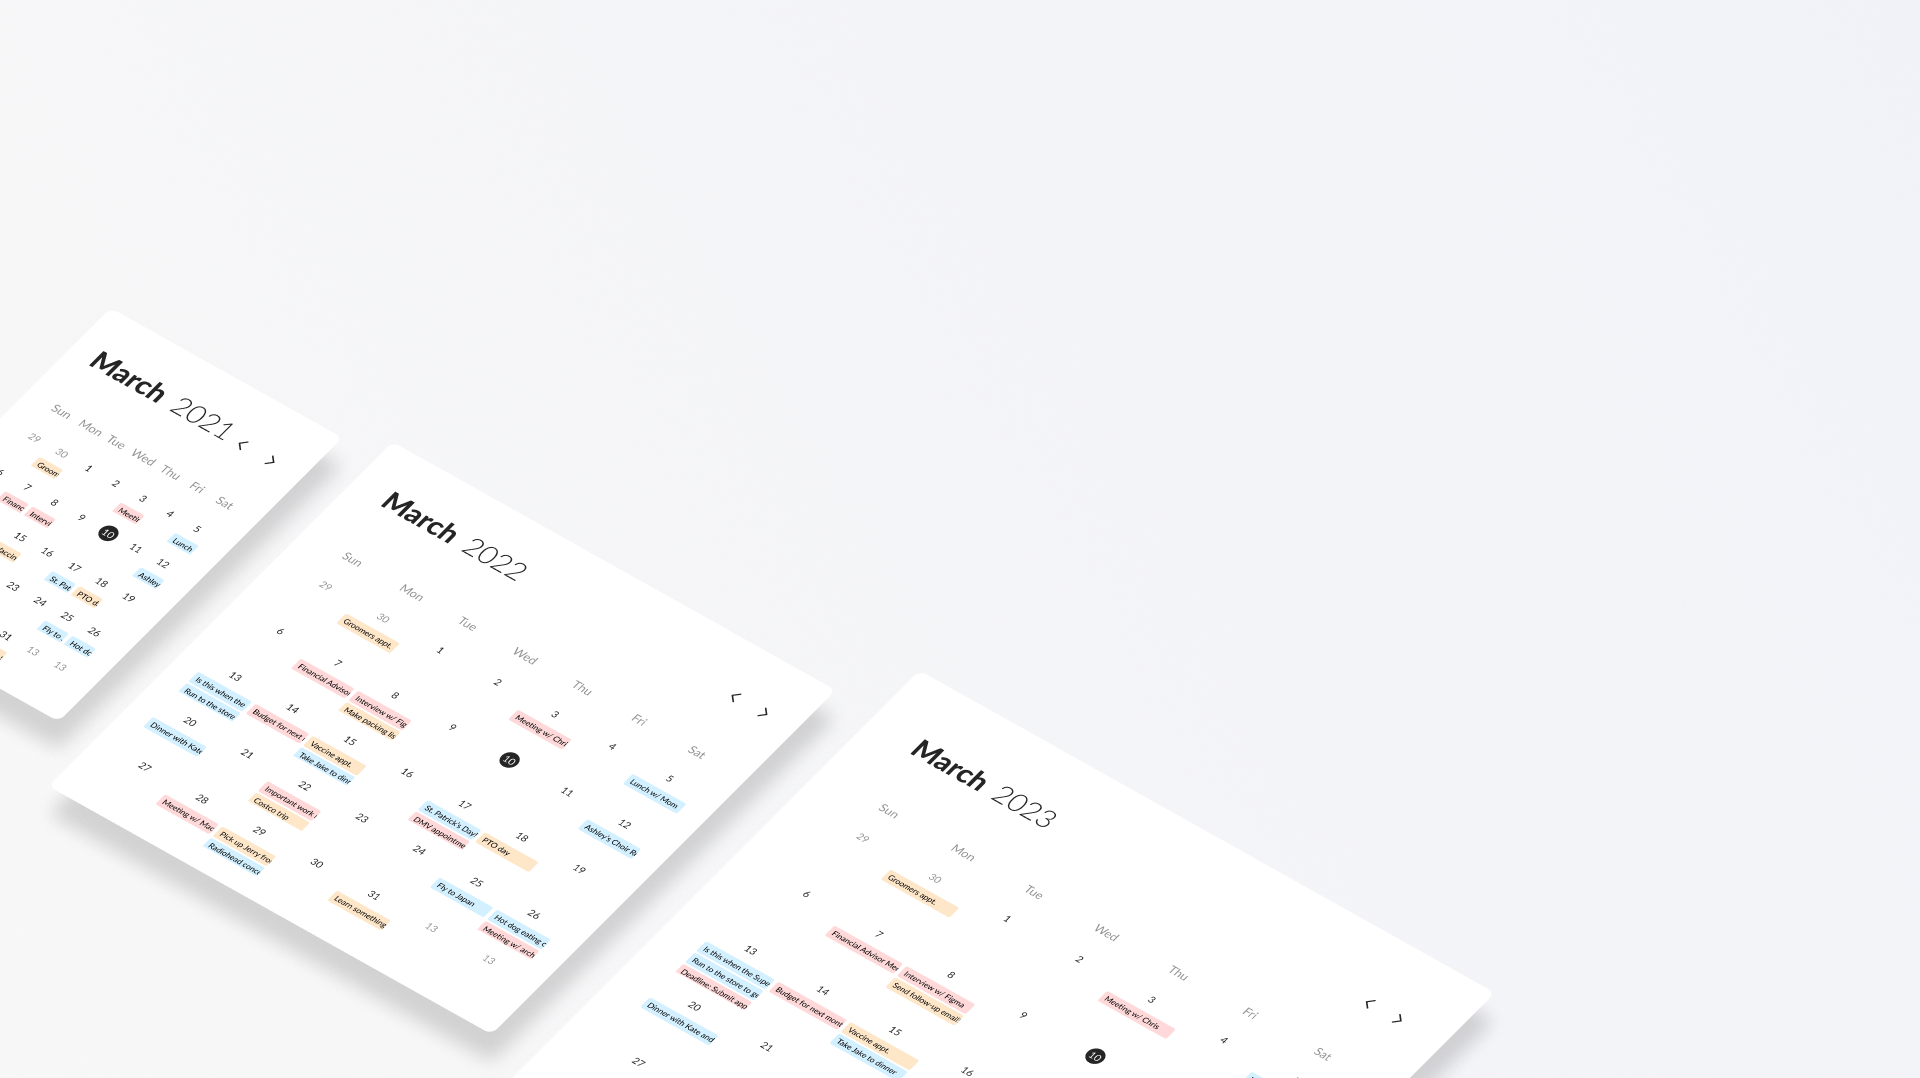 March 2021
‹ ›
Sun Mon Tue Wed Thu Fri Sat
29 30 1 2 3 4 5
Groom
Meetin
Lunch
7 8 9 10 11 12
Financ
Intervi
Ashley
15 16 17 18 19
St. Pat
PTO d
23 24 25 26
Fly to
Hot do
31 13 13
March 2022
‹ ›
Sun Mon Tue Wed Thu Fri Sat
29 30 1 2 3 4 5
Groomers appt.
Meeting w/ Chri
Lunch w/ Mom
6 7 8 9 10 11 12
Financial Advisor
Interview w/ Fig
Make packing lis
Ashley's Choir R
13 14 15 16 17 18 19
Is this when the
Run to the store
Budget for next
Vaccine appt.
Take Jake to din
St. Patrick's Day!
DMV appointme
PTO day
20 21 22 23 24 25 26
Dinner with Kate
Important work
Costco trip
Fly to Japan
Hot dog eating c
Meeting w/ arch
27 28 29 30 31 13 13
Meeting w/ Mac
Pick up Jerry fro
Radiohead conc
Learn something
March 2023
‹ ›
Sun Mon Tue Wed Thu Fri Sat
29 30 1 2 3 4
Groomers appt.
Meeting w/ Chris
6 7 8 9 10
Financial Advisor Mee
Interview w/ Figma
Send follow-up email
13 14 15 16
Is this when the Supe
Run to the store to ge
Deadline: Submit app
Budget for next mont
Vaccine appt.
Take Jake to dinner
20 21
Dinner with Kate and
27